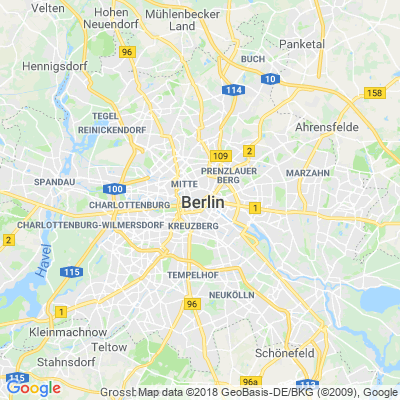 Velten
Hohen
Neuendorf
Mühlenbecker
Land
Panketal
96
BUCH
Hennigsdorf
10
114
158
TEGEL
REINICKENDORF
Ahrensfelde
2
109
PRENZLAUER
BERG
MARZAHN
SPANDAU
100
MITTE
CHARLOTTENBURG
Berlin
1
CHARLOTTENBURG-WILMERSDORF
KREUZBERG
2
Havel
115
TEMPELHOF
NEUKÖLLN
96
1
Kleinmachnow
Teltow
Schönefeld
Stahnsdorf
115
96a
113
10
Google
Grossb
Map data ©2018 GeoBasis-DE/BKG (©2009), Google